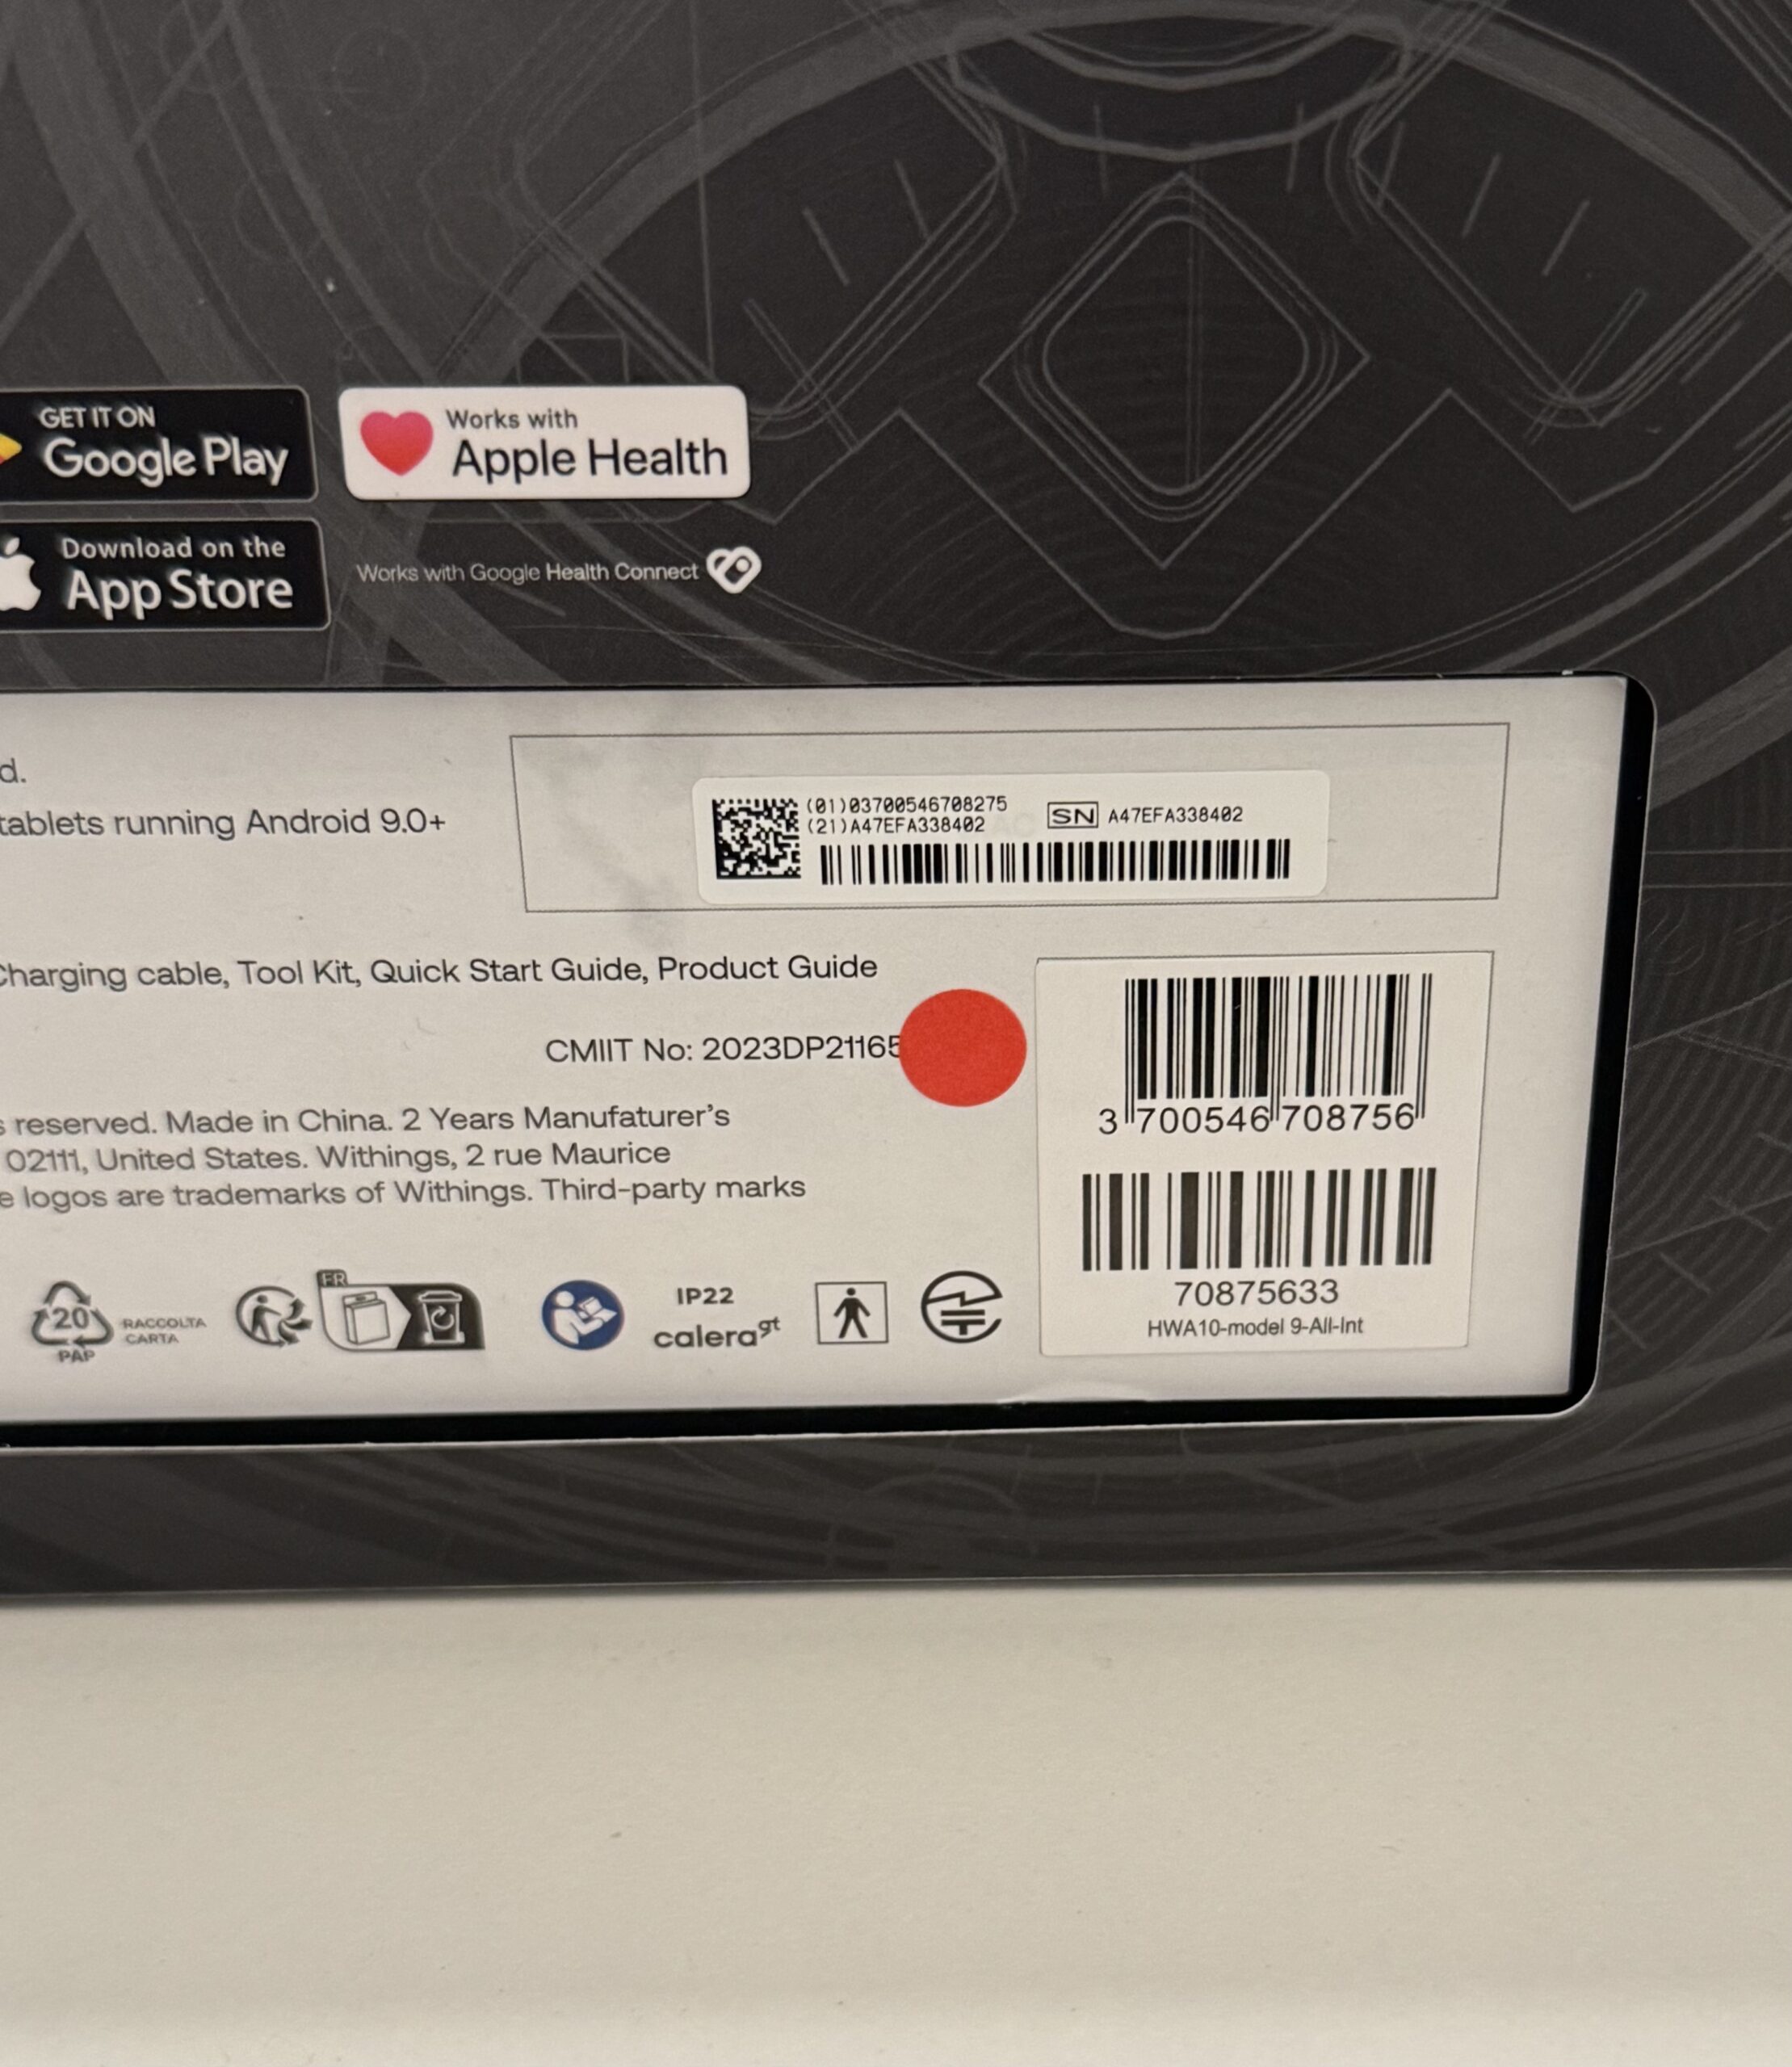 GET IT ON
Google Play
Works with
Apple Health
Download on the
App Store
Works with Google Health Connect
d.
tablets running Android 9.0+
(01)03700546708275
(21)A47EFA338402
SN A47EFA338402
Charging cable, Tool Kit, Quick Start Guide, Product Guide
CMIIT No: 2023DP21165
s reserved. Made in China. 2 Years Manufaturer's
02111, United States. Withings, 2 rue Maurice
e logos are trademarks of Withings. Third-party marks
3 700546 708756
70875633
HWA10-model 9-All-Int
20
PAP
RACCOLTA
CARTA
FR
IP22
calera gt